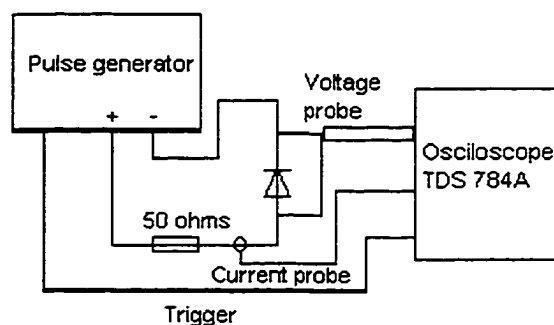 Pulse generator
+ -
Voltage
probe
Osciloscope
TDS 784A
50 ohms
Current probe
Trigger